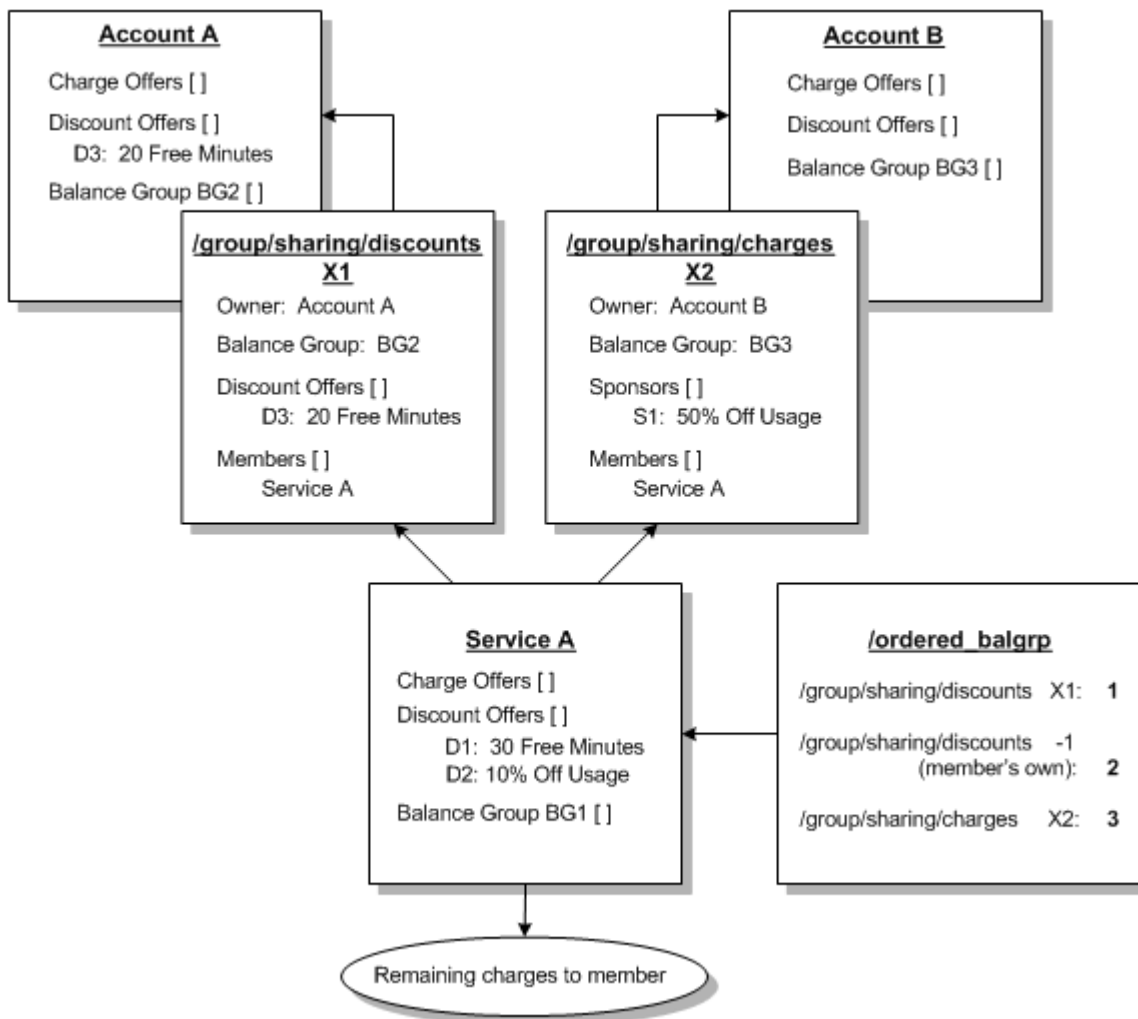 Account A
Charge Offers [ ]
Discount Offers [ ]
D3:  20 Free Minutes
Balance Group BG2 [ ]
Account B
Charge Offers [ ]
Discount Offers [ ]
Balance Group BG3 [ ]
/group/sharing/discounts
X1
Owner:  Account A
Balance Group:  BG2
Discount Offers [ ]
D3:  20 Free Minutes
Members [ ]
Service A
/group/sharing/charges
X2
Owner:  Account B
Balance Group:  BG3
Sponsors [ ]
S1:  50% Off Usage
Members [ ]
Service A
Service A
Charge Offers [ ]
Discount Offers [ ]
D1:  30 Free Minutes
D2: 10% Off Usage
Balance Group BG1 [ ]
/ordered_balgrp
/group/sharing/discounts   X1:   1
/group/sharing/discounts   -1
(member's own):   2
/group/sharing/charges   X2:   3
Remaining charges to member